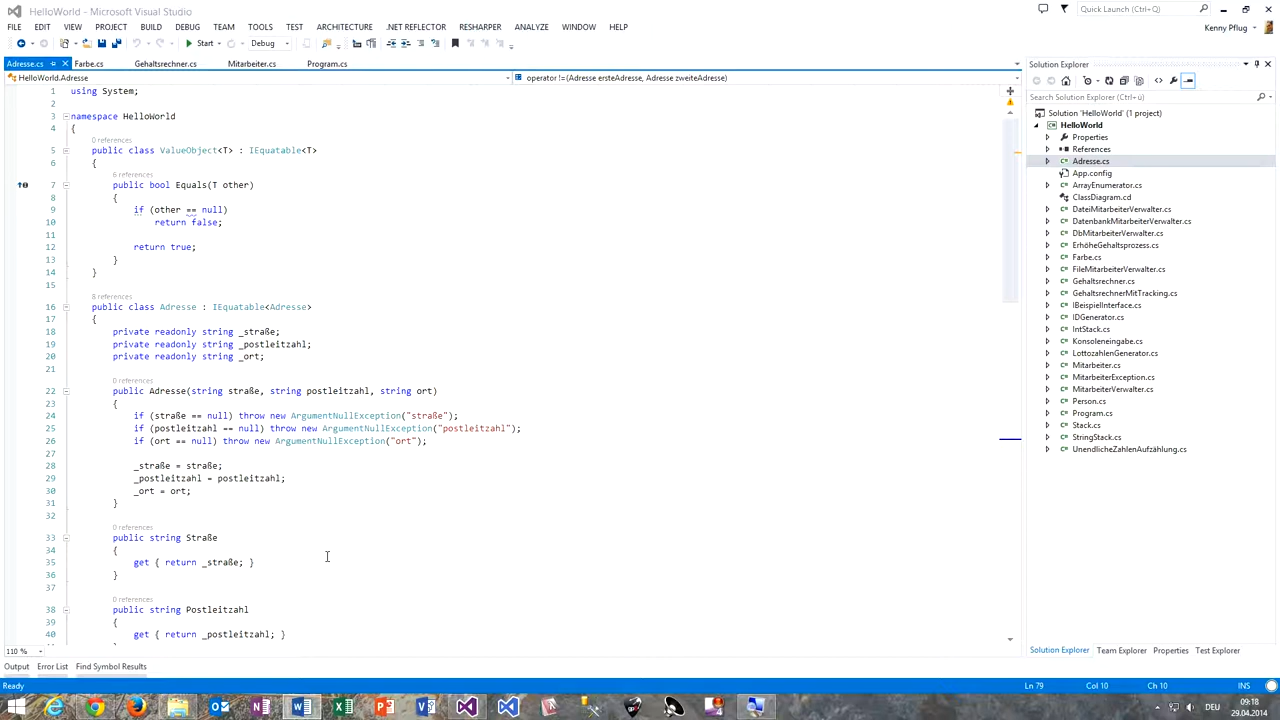 HelloWorld - Microsoft Visual Studio
Quick Launch (Ctrl+Q)
FILE EDIT VIEW PROJECT BUILD DEBUG TEAM TOOLS TEST ARCHITECTURE .NET REFLECTOR RESHARPER ANALYZE WINDOW HELP
Kenny Pflug
Start Debug
Adresse.cs Farbe.cs Gehaltsrechner.cs Mitarbeiter.cs Program.cs
HelloWorld.Adresse
operator !=(Adresse ersteAdresse, Adresse zweiteAdresse)
1 using System;
2
3 namespace HelloWorld
4 {
0 references
5 public class ValueObject<T> : IEquatable<T>
6 {
6 references
7 public bool Equals(T other)
8 {
9 if (other == null)
10 return false;
11
12 return true;
13 }
14 }
15
8 references
16 public class Adresse : IEquatable<Adresse>
17 {
18 private readonly string _straße;
19 private readonly string _postleitzahl;
20 private readonly string _ort;
21
0 references
22 public Adresse(string straße, string postleitzahl, string ort)
23 {
24 if (straße == null) throw new ArgumentNullException("straße");
25 if (postleitzahl == null) throw new ArgumentNullException("postleitzahl");
26 if (ort == null) throw new ArgumentNullException("ort");
27
28 _straße = straße;
29 _postleitzahl = postleitzahl;
30 _ort = ort;
31 }
32
0 references
33 public string Straße
34 {
35 get { return _straße; }
36 }
37
0 references
38 public string Postleitzahl
39 {
40 get { return _postleitzahl; }
110 %
Solution Explorer
Search Solution Explorer (Ctrl+ü)
Solution 'HelloWorld' (1 project)
HelloWorld
Properties
References
Adresse.cs
App.config
ArrayEnumerator.cs
ClassDiagram.cd
DateiMitarbeiterVerwalter.cs
DatenbankMitarbeiterVerwalter.cs
DbMitarbeiterVerwalter.cs
ErhöheGehaltsprozess.cs
Farbe.cs
FileMitarbeiterVerwalter.cs
Gehaltsrechner.cs
GehaltsrechnerMitTracking.cs
IBeispielInterface.cs
IDGenerator.cs
IntStack.cs
Konsoleneingabe.cs
LottozahlenGenerator.cs
Mitarbeiter.cs
MitarbeiterException.cs
MitarbeiterVerwalter.cs
Person.cs
Program.cs
Stack.cs
StringStack.cs
UnendlicheZahlenAufzählung.cs
Solution Explorer Team Explorer Properties Test Explorer
Output Error List Find Symbol Results
Ready Ln 79 Col 10 Ch 10 INS
DEU
09:18
29.04.2014